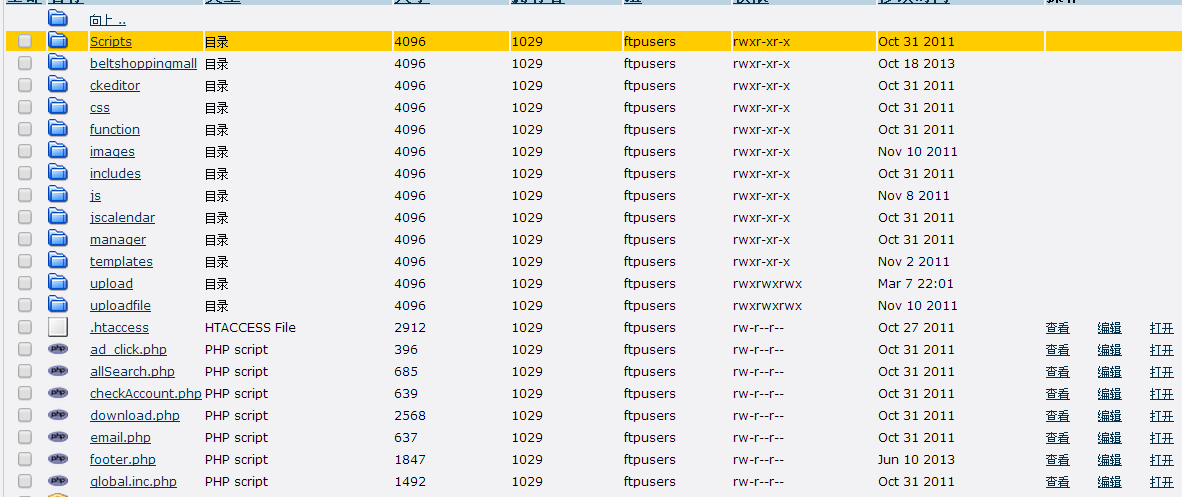 向上 ..
Scripts 目录 4096 1029 ftpusers rwxr-xr-x Oct 31 2011
beltshoppingmall 目录 4096 1029 ftpusers rwxr-xr-x Oct 18 2013
ckeditor 目录 4096 1029 ftpusers rwxr-xr-x Oct 31 2011
css 目录 4096 1029 ftpusers rwxr-xr-x Oct 31 2011
function 目录 4096 1029 ftpusers rwxr-xr-x Oct 31 2011
images 目录 4096 1029 ftpusers rwxr-xr-x Nov 10 2011
includes 目录 4096 1029 ftpusers rwxr-xr-x Oct 31 2011
js 目录 4096 1029 ftpusers rwxr-xr-x Nov 8 2011
jscalendar 目录 4096 1029 ftpusers rwxr-xr-x Oct 31 2011
manager 目录 4096 1029 ftpusers rwxr-xr-x Oct 31 2011
templates 目录 4096 1029 ftpusers rwxr-xr-x Nov 2 2011
upload 目录 4096 1029 ftpusers rwxrwxrwx Mar 7 22:01
uploadfile 目录 4096 1029 ftpusers rwxrwxrwx Nov 10 2011
.htaccess HTACCESS File 2912 1029 ftpusers rw-r--r-- Oct 27 2011 查看 编辑 打开
php ad_click.php PHP script 396 1029 ftpusers rw-r--r-- Oct 31 2011 查看 编辑 打开
php allSearch.php PHP script 685 1029 ftpusers rw-r--r-- Oct 31 2011 查看 编辑 打开
php checkAccount.php PHP script 639 1029 ftpusers rw-r--r-- Oct 31 2011 查看 编辑 打开
php download.php PHP script 2568 1029 ftpusers rw-r--r-- Oct 31 2011 查看 编辑 打开
php email.php PHP script 637 1029 ftpusers rw-r--r-- Oct 31 2011 查看 编辑 打开
php footer.php PHP script 1847 1029 ftpusers rw-r--r-- Jun 10 2013 查看 编辑 打开
php global.inc.php PHP script 1492 1029 ftpusers rw-r--r-- Oct 31 2011 查看 编辑 打开